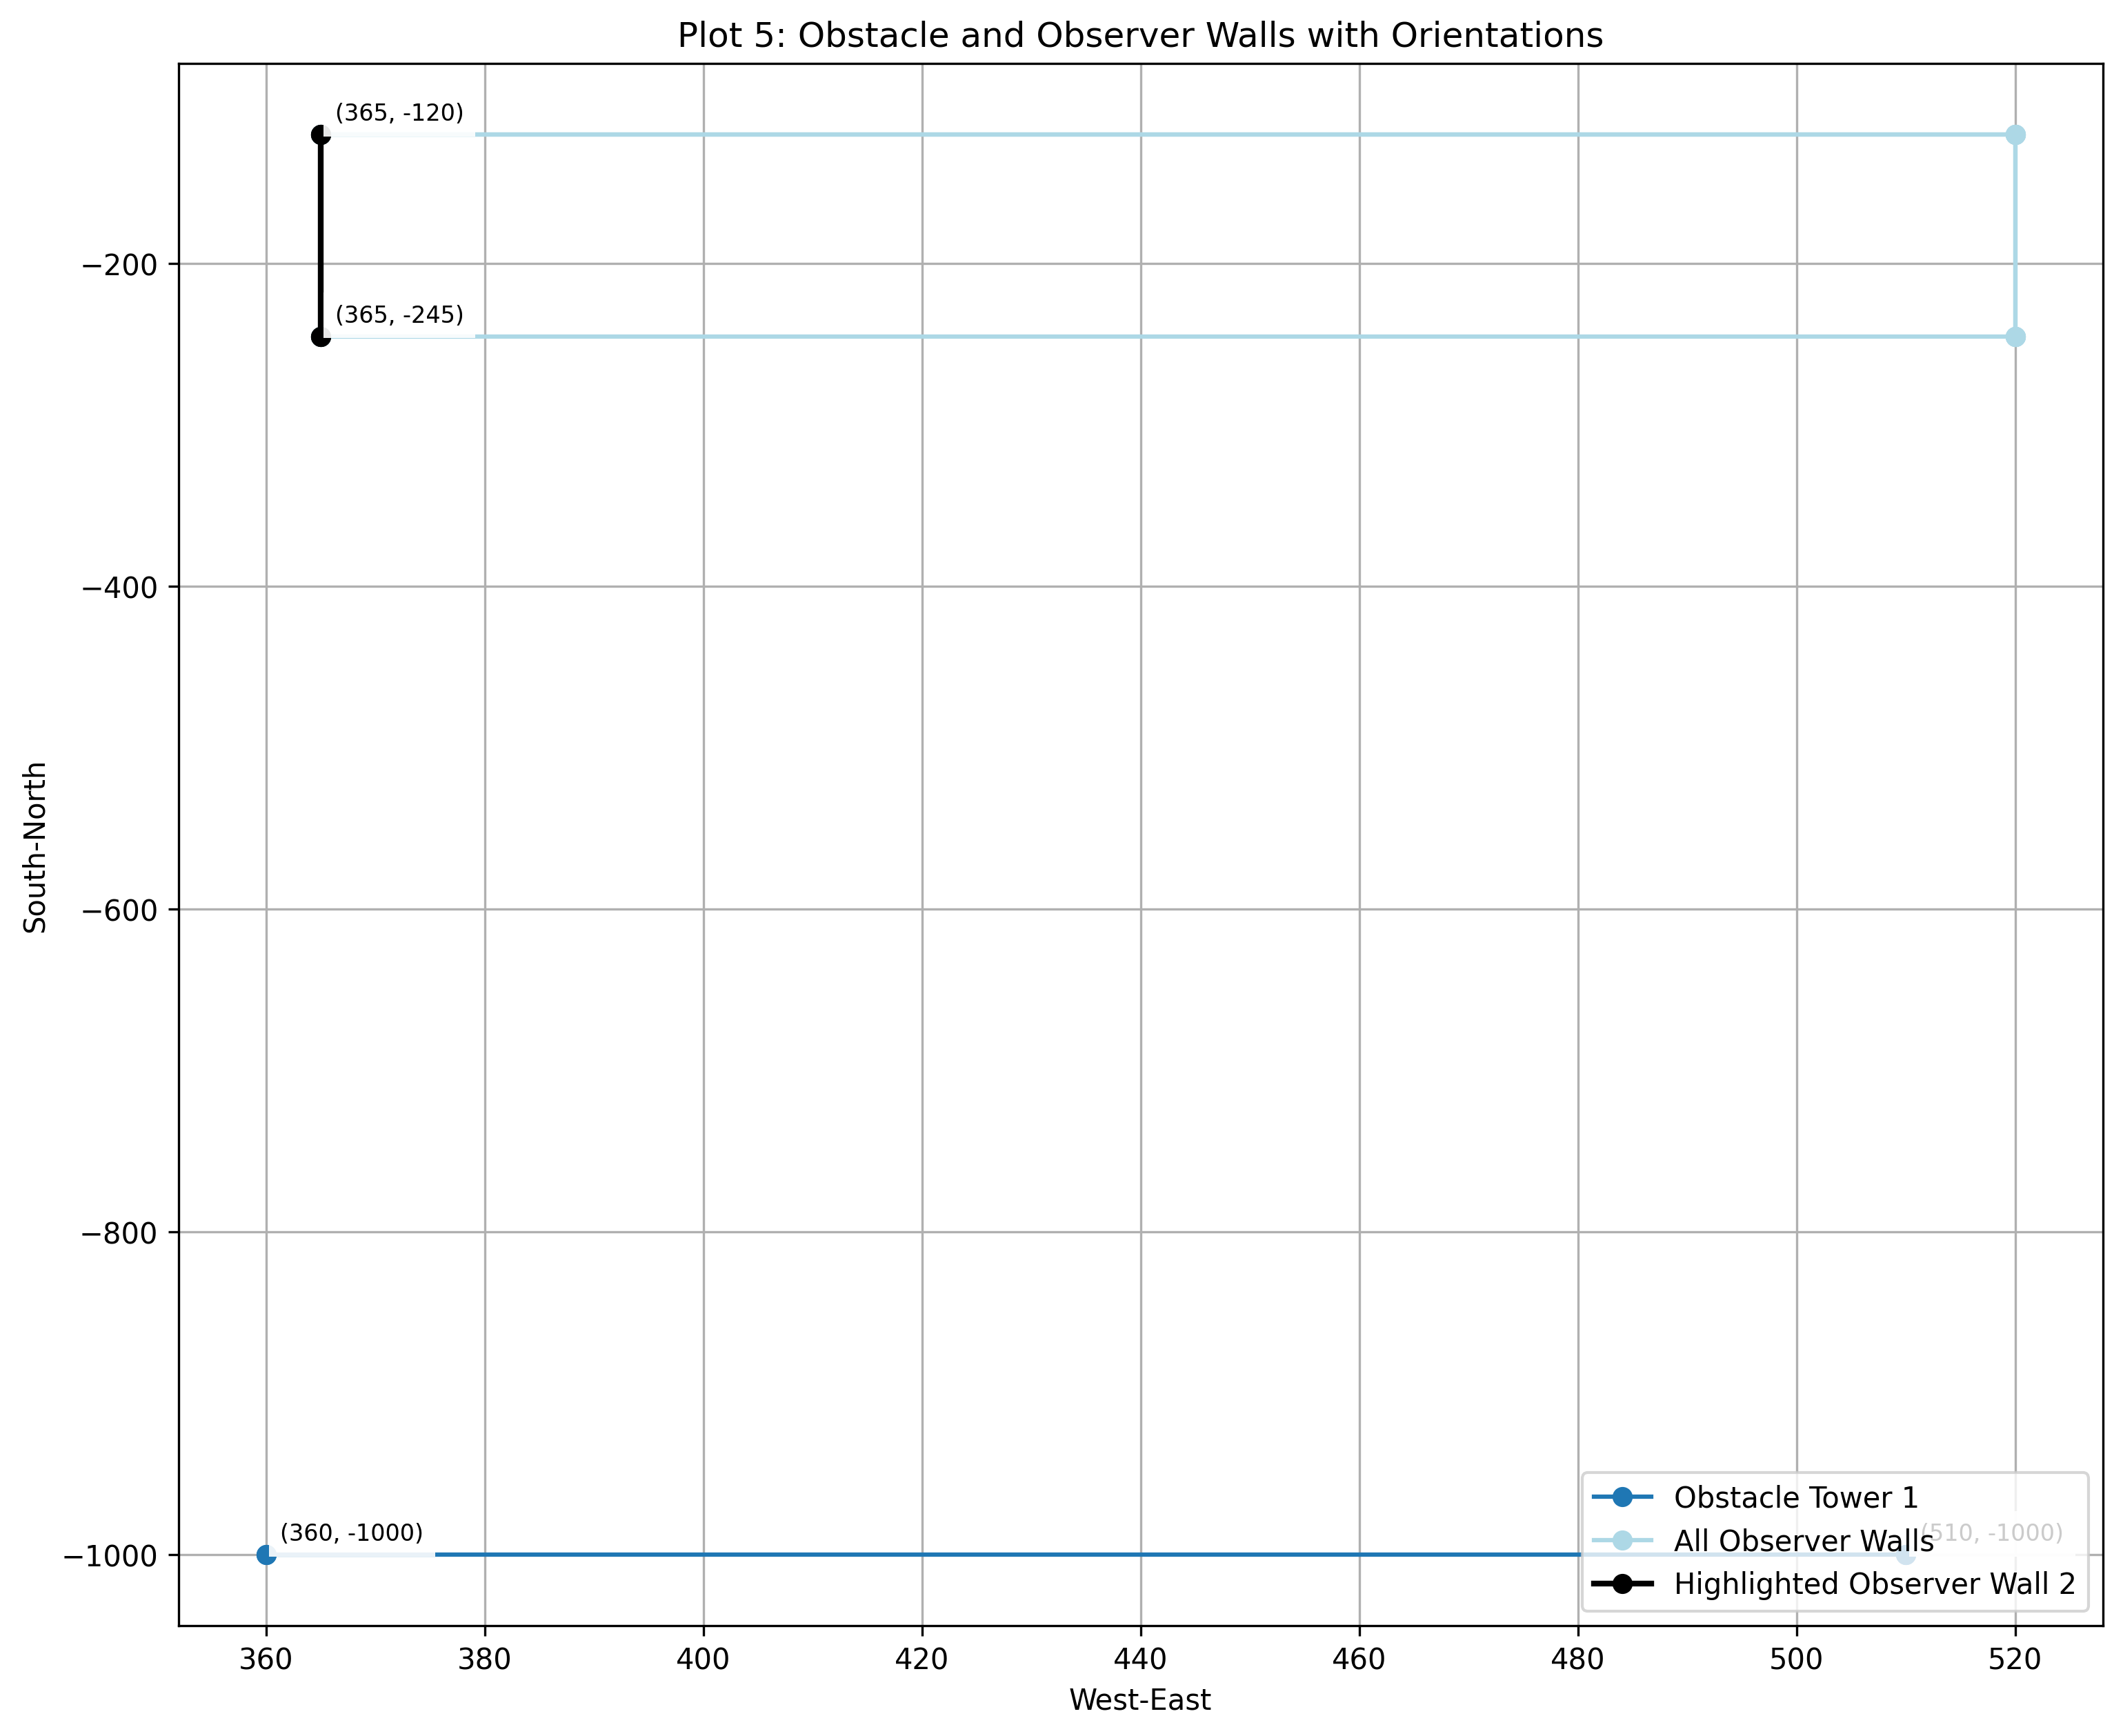 Plot 5: Obstacle and Observer Walls with Orientations
(365, -120)
−200
(365, -245)
−400
South-North
−600
−800
Obstacle Tower 1
(360, -1000)
(510, -1000)
All Observer Walls
−1000
Highlighted Observer Wall 2
360 380 400 420 440 460 480 500 520
West-East